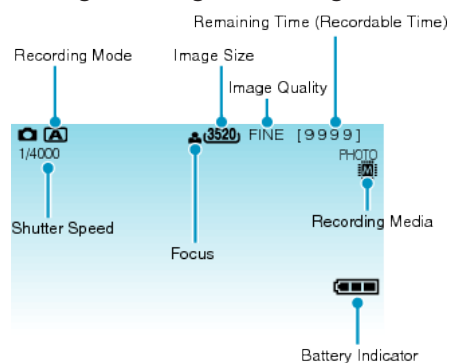 Remaining Time (Recordable Time)
Recording Mode
Image Size
Image Quality
A
3520
FINE
[9999]
1/4000
PHOTO
M
Shutter Speed
Focus
Recording Media
Battery Indicator